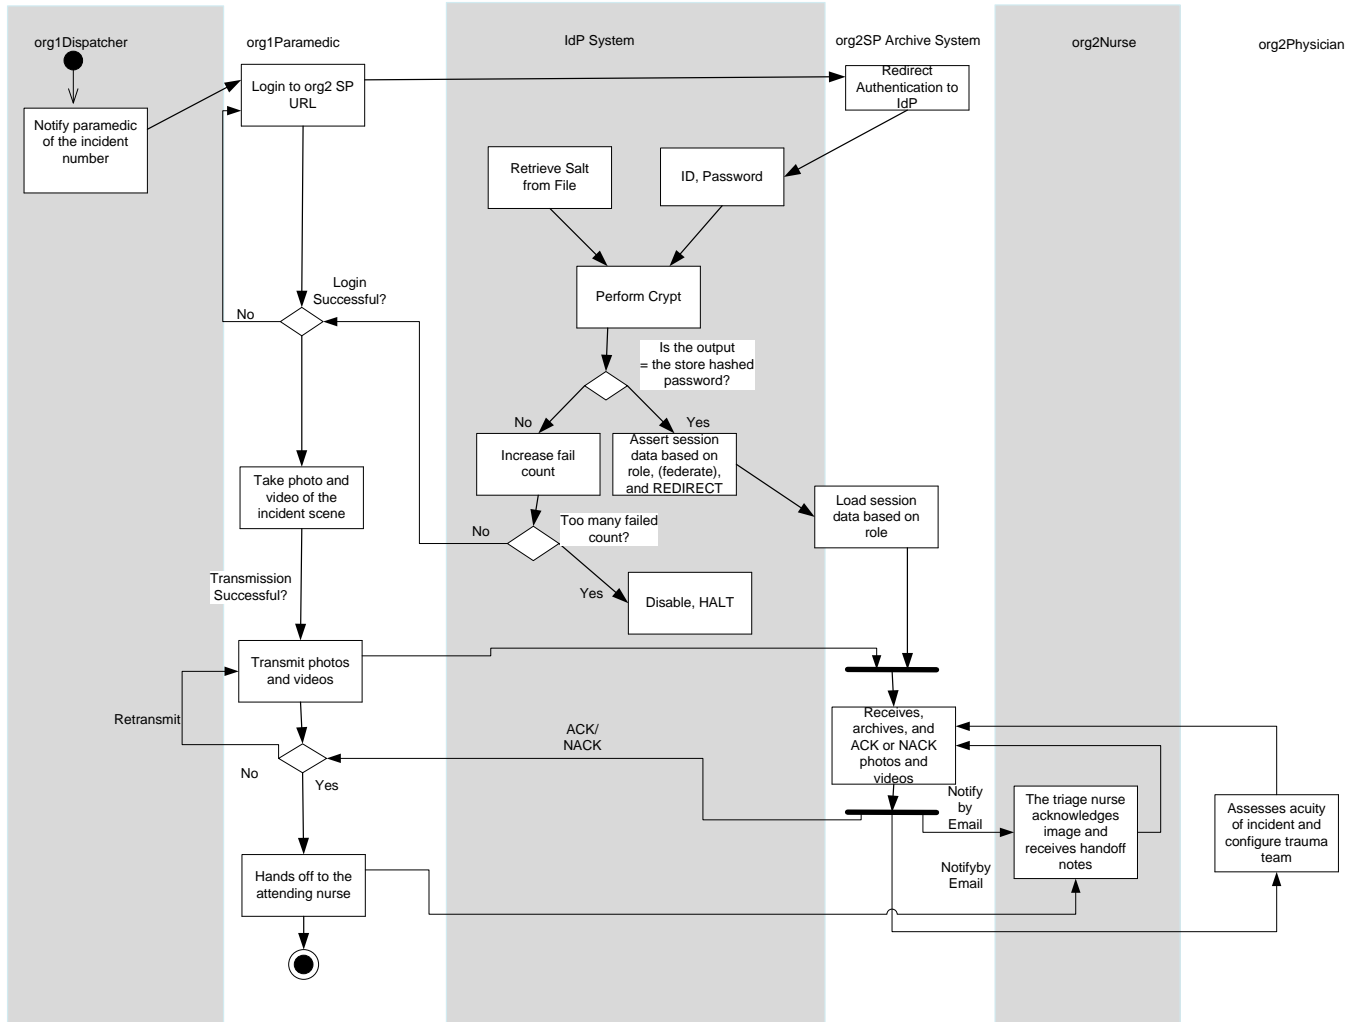 org1Dispatcher
org1Paramedic
IdP System
org2SP Archive System
org2Nurse
org2Physician
Notify paramedic
of the incident
number
Login to org2 SP
URL
Redirect
Authentication to
IdP
Retrieve Salt
from File
ID, Password
Perform Crypt
Login
Successful?
No
Is the output
= the store hashed
password?
No
Yes
Increase fail
count
Assert session
data based on
role, (federate),
and REDIRECT
Take photo and
video of the
incident scene
Load session
data based on
role
No
Too many failed
count?
Yes
Disable, HALT
Transmission
Successful?
Transmit photos
and videos
Retransmit
No
Yes
ACK/
NACK
Receives,
archives, and
ACK or NACK
photos and
videos
Notify
by
Email
The triage nurse
acknowledges
image and
receives handoff
notes
Assesses acuity
of incident and
configure trauma
team
Notifyby
Email
Hands off to the
attending nurse